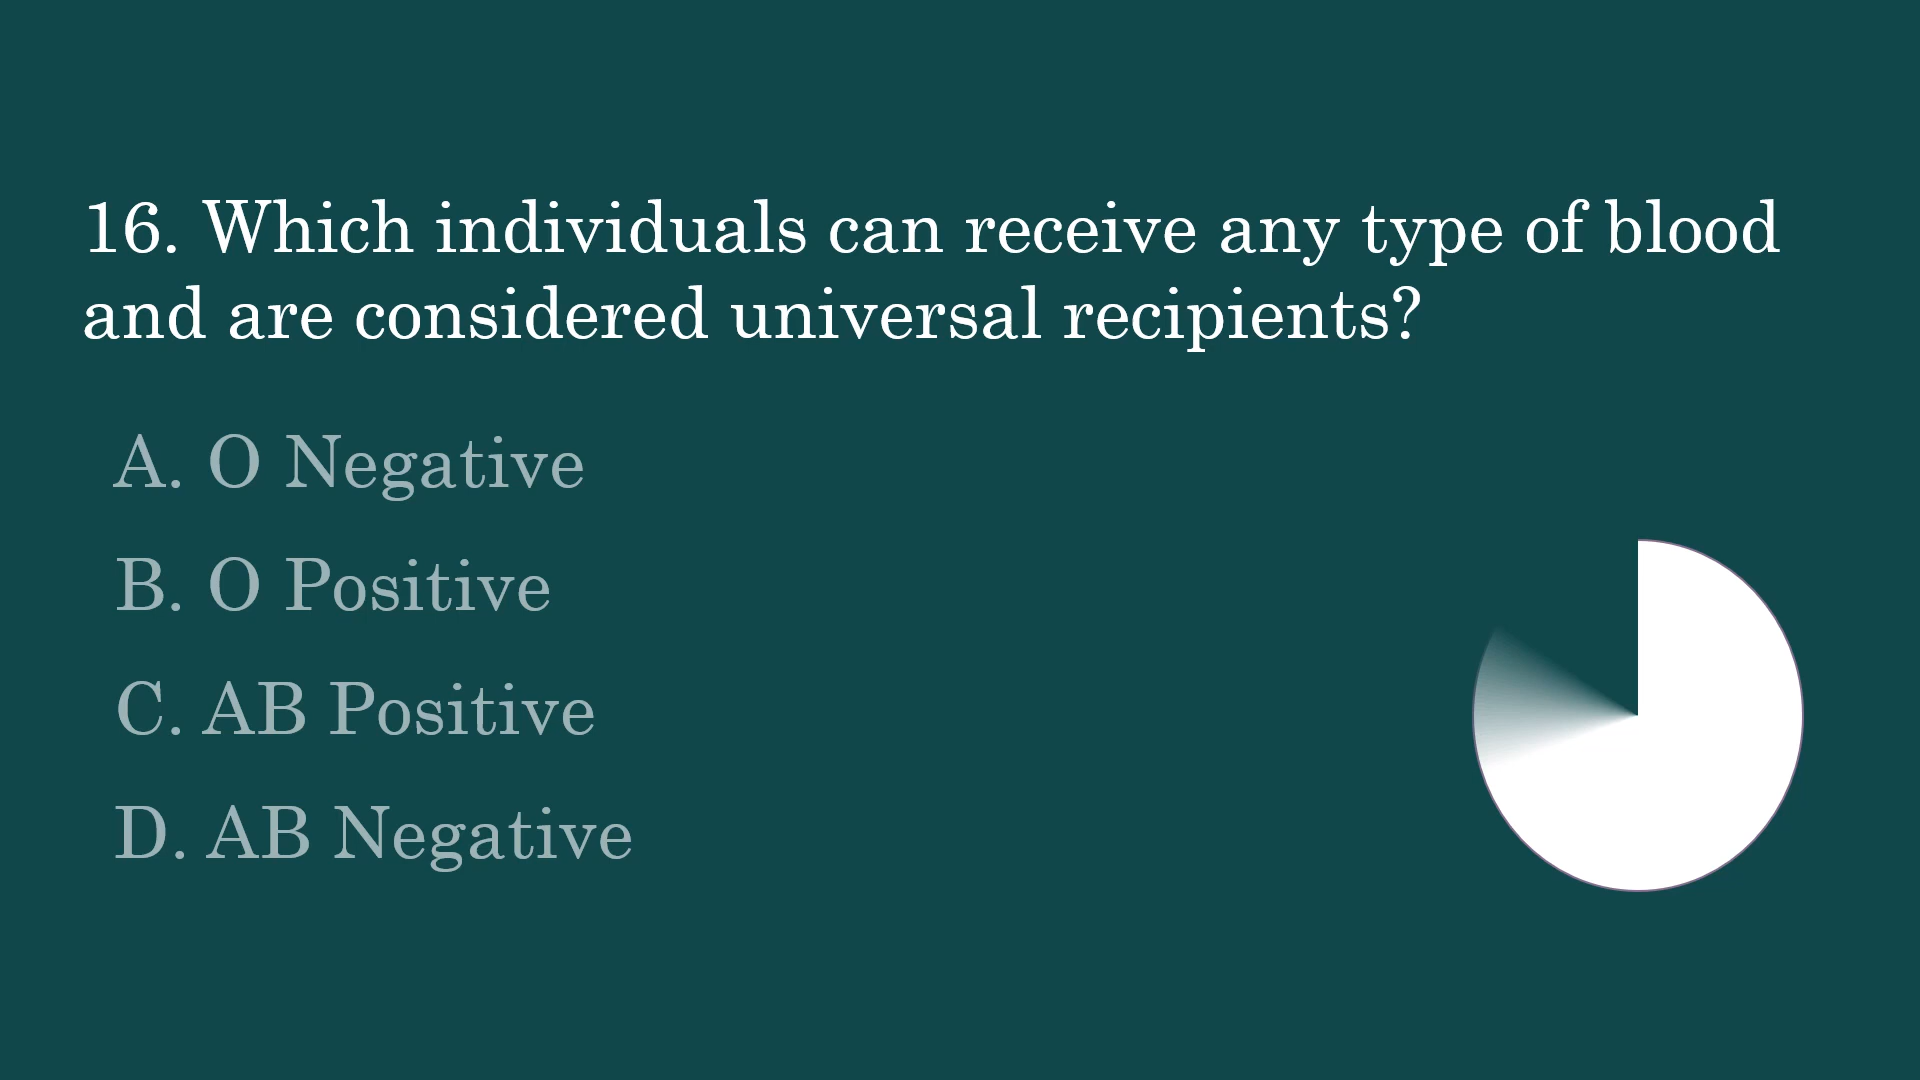 16. Which individuals can receive any type of blood
and are considered universal recipients?
A. O Negative
B. O Positive
C. AB Positive
D. AB Negative